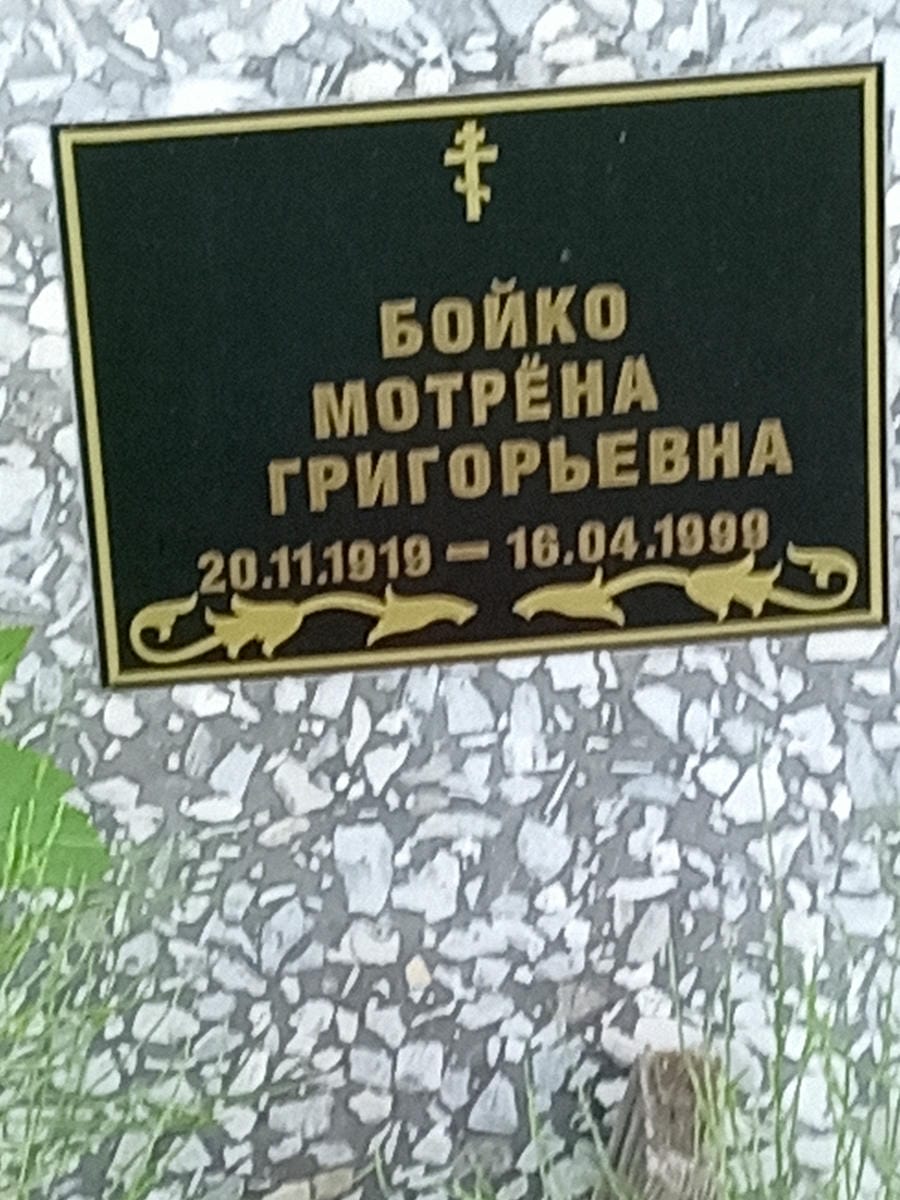 БОЙКО
МОТРЁНА
ГРИГОРЬЕВНА
20.11.1919 – 16.04.1999